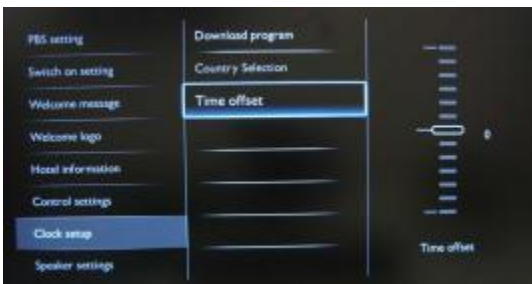 PBS setting
Switch on setting
Welcome message
Welcome logo
Hotel information
Control settings
Clock setup
Speaker settings
Download program
Country Selection
Time offset
0
Time offset